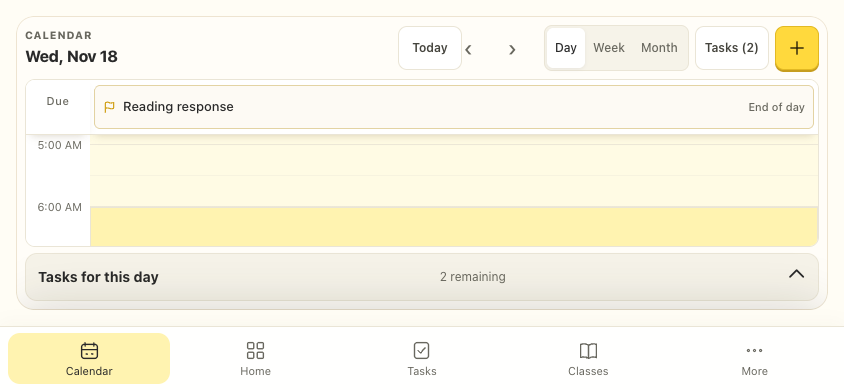 CALENDAR
Wed, Nov 18
Today
Day Week Month
Tasks (2)
Due
Reading response
End of day
5:00 AM
6:00 AM
Tasks for this day
2 remaining
Calendar
Home
Tasks
Classes
More